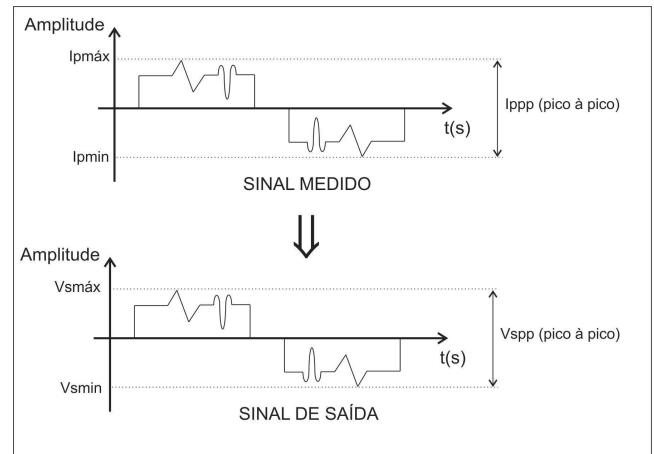 Amplitude
Ipmáx
Ippp (pico à pico)
t(s)
Ipmin
SINAL MEDIDO
Amplitude
Vsmáx
Vspp (pico à pico)
t(s)
Vsmin
SINAL DE SAÍDA